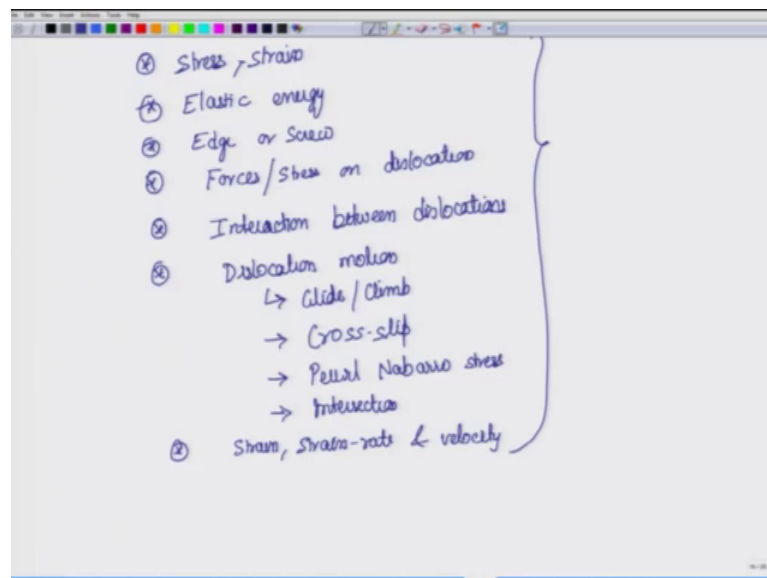 Stress, Strain
Elastic energy
Edge or Screw
Forces/Stress on dislocation
Interaction between dislocations
Dislocation motion
↳ Glide/Climb
→ Cross-slip
→ Peierl Nabarro stress
→ Intersection
Strain, Strain-rate & velocity